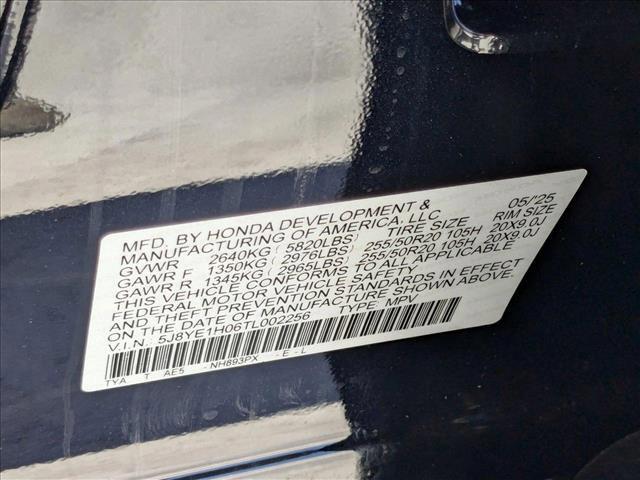 MFD. BY HONDA DEVELOPMENT & 05/'25
MANUFACTURING OF AMERICA, LLC
GVWR 2640KG ( 5820LBS) TIRE SIZE RIM SIZE
GAWR F 1350KG ( 2976LBS) 255/50R20 105H 20X9.0J
GAWR R 1345KG ( 2965LBS) 255/50R20 105H 20X9.0J
THIS VEHICLE CONFORMS TO ALL APPLICABLE
FEDERAL MOTOR VEHICLE SAFETY
AND THEFT PREVENTION STANDARDS IN EFFECT
ON THE DATE OF MANUFACTURE SHOWN ABOVE.
V.I.N.: 5J8YE1H06TL002256 TYPE: MPV
TYA T AE5 -NH893PX -E-L